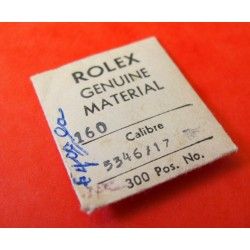 ROLEX
GENUINE
MATERIAL
260
Calibre
5346/17
300 Pos. No.